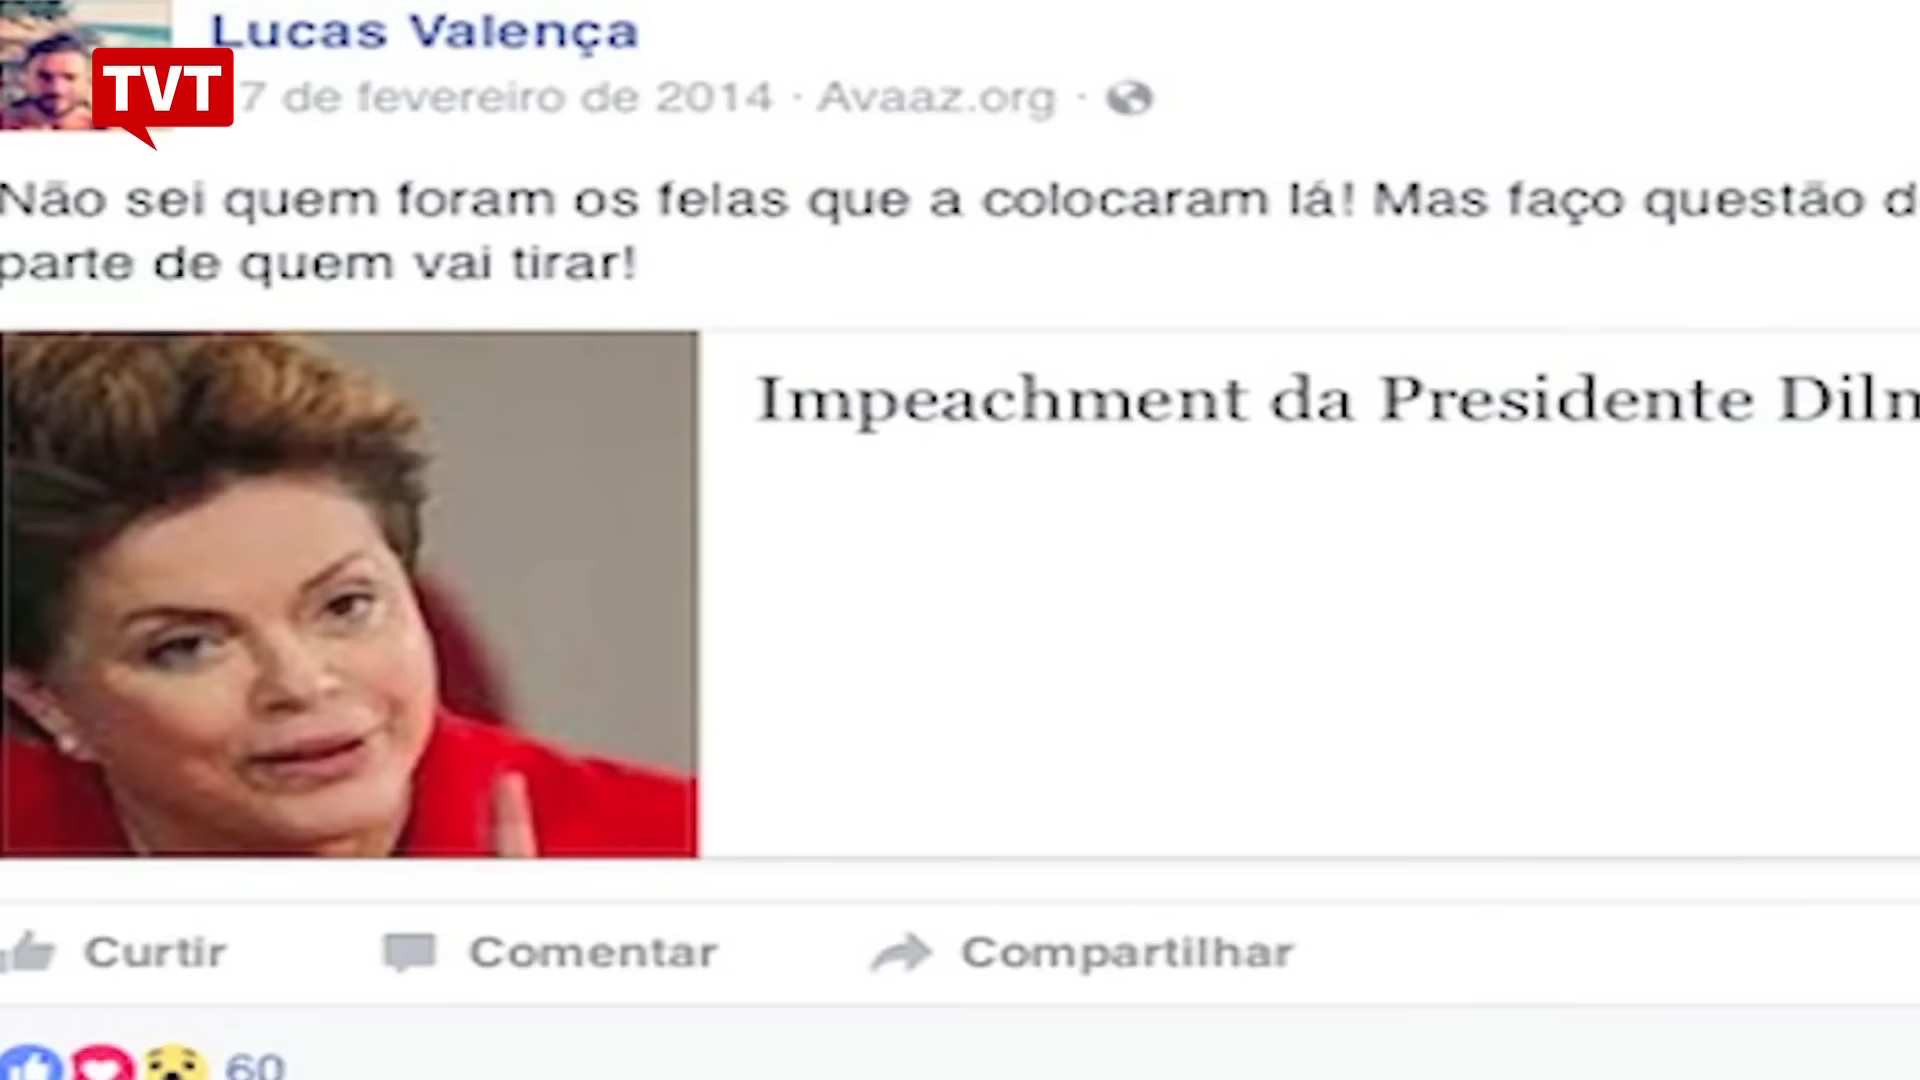 Lucas Valença
TVT
7 de fevereiro de 2014 · Avaaz.org ·
Não sei quem foram os felas que a colocaram lá! Mas faço questão d
parte de quem vai tirar!
Impeachment da Presidente Diln
Curtir
Comentar
Compartilhar
60